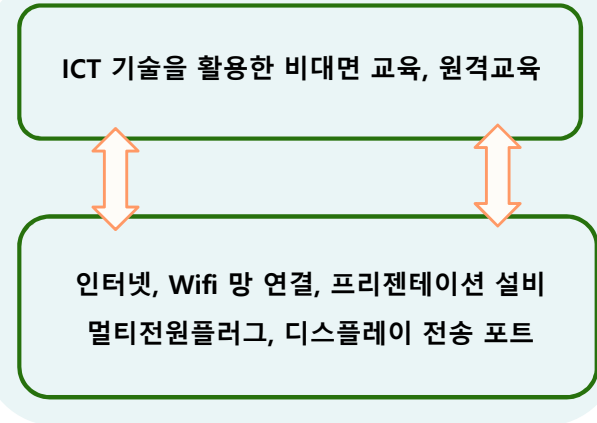 ICT 기술을 활용한 비대면 교육, 원격교육
인터넷, Wifi 망 연결, 프리젠테이션 설비
멀티전원플러그, 디스플레이 전송 포트